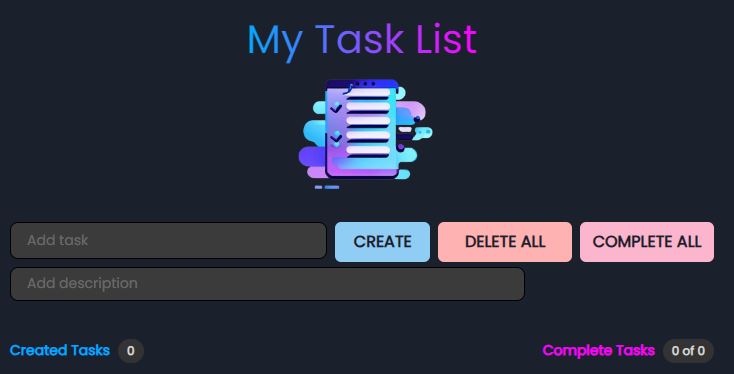 My Task List
Add task
CREATE
DELETE ALL
COMPLETE ALL
Add description
Created Tasks 0
Complete Tasks 0 of 0